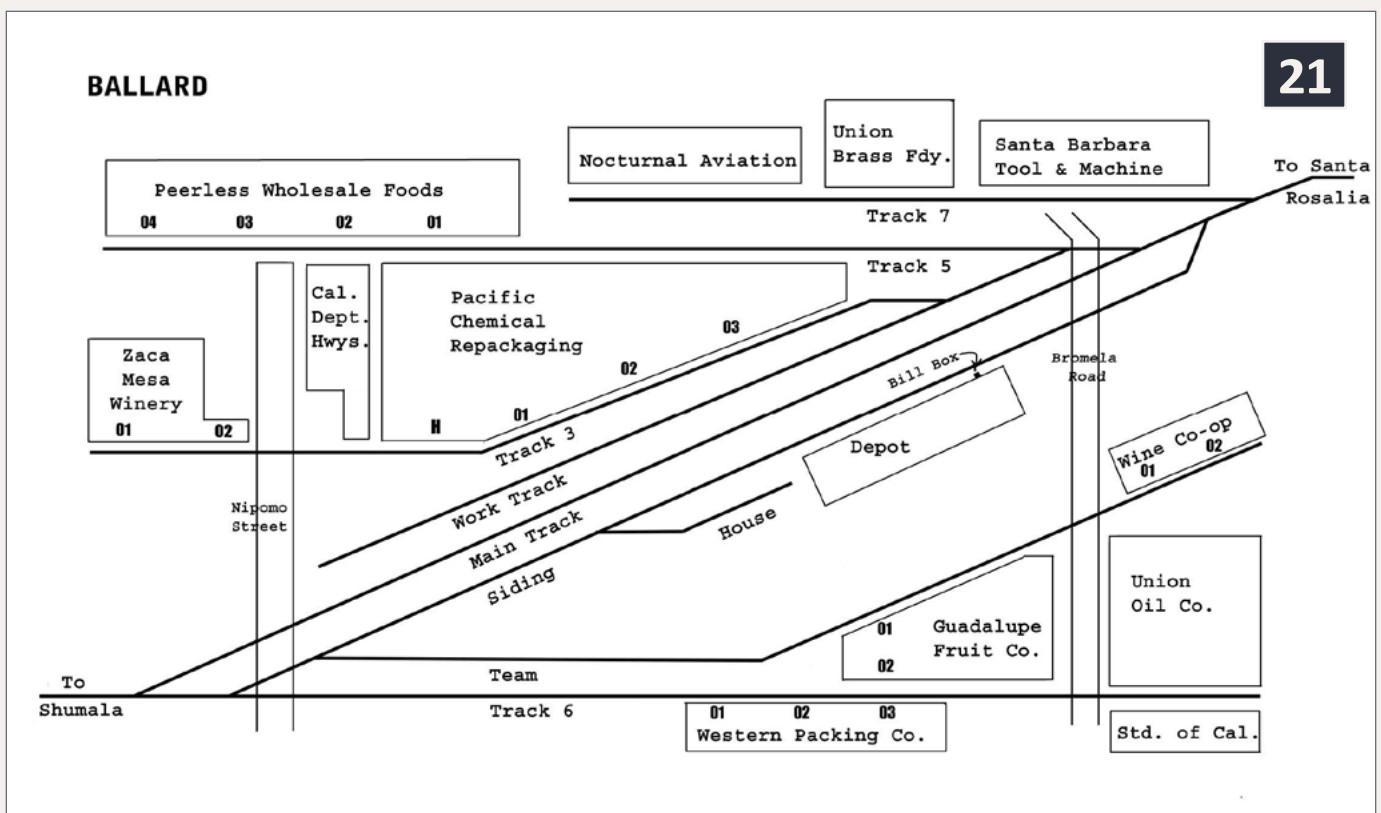 BALLARD
21
Union
Brass Fdy.
Santa Barbara
Tool & Machine
Nocturnal Aviation
To Santa
Rosalia
Peerless Wholesale Foods
04 03 02 01
Track 7
Track 5
Cal.
Dept.
Hwys.
Pacific
Chemical
Repackaging
03
02
01
H
Zaca
Mesa
Winery
01 02
Bill Box
Bromela
Road
Track 3
Depot
Wine Co-op
01 02
Nipomo
Street
Work Track
Main Track
Siding
House
Union
Oil Co.
01
02
Guadalupe
Fruit Co.
Team
To
Shumala
Track 6
01 02 03
Western Packing Co.
Std. of Cal.